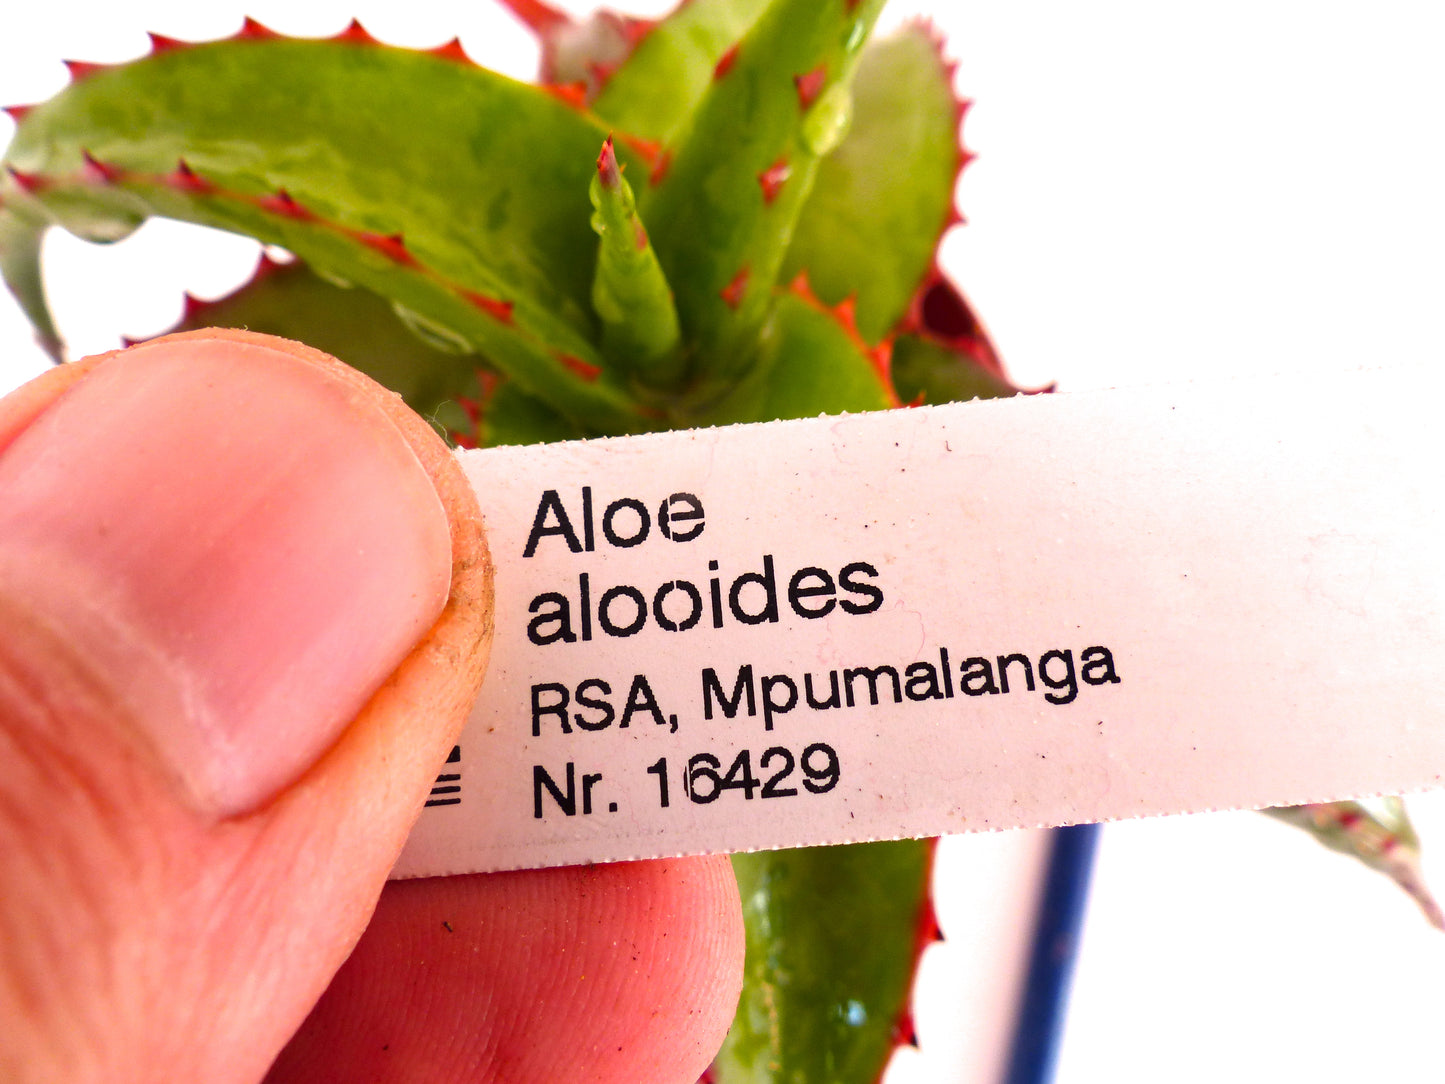 Aloe
alooides
RSA, Mpumalanga
Nr. 16429